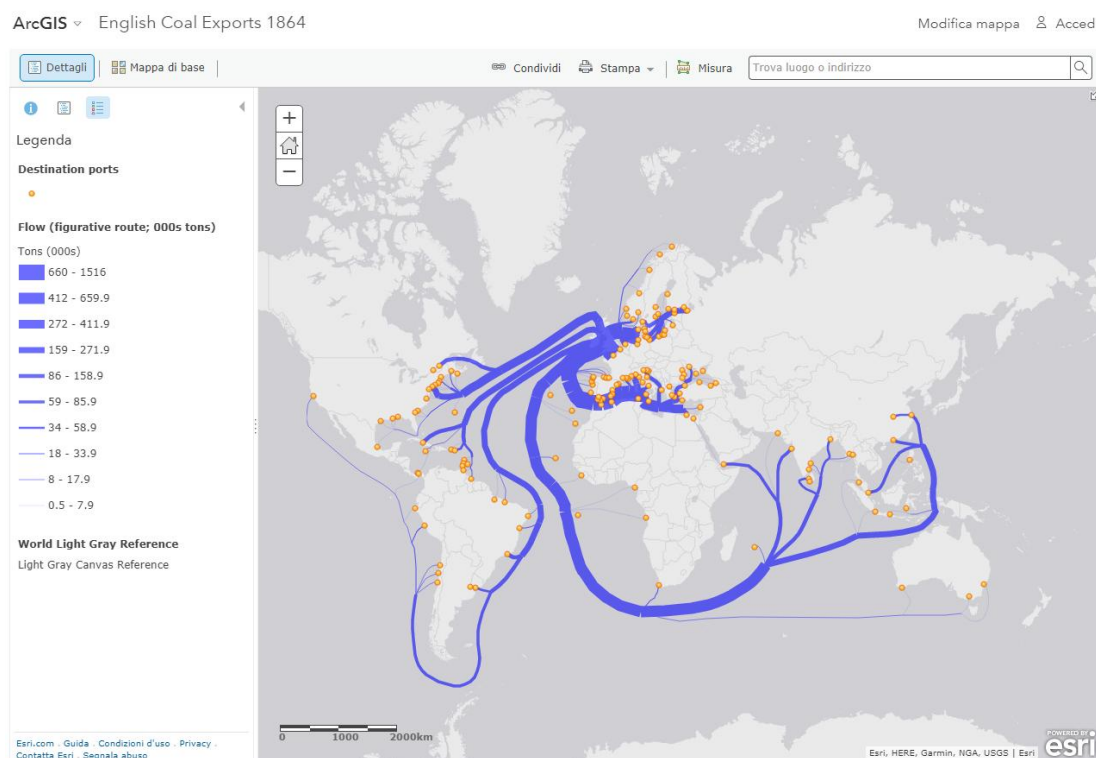 ArcGIS English Coal Exports 1864
Modifica mappa Acced
Dettagli Mappa di base
Condividi Stampa Misura Trova luogo o indirizzo
Legenda
Destination ports
Flow (figurative route; 000s tons)
Tons (000s)
660 - 1516
412 - 659.9
272 - 411.9
159 - 271.9
86 - 158.9
59 - 85.9
34 - 58.9
18 - 33.9
8 - 17.9
0.5 - 7.9
World Light Gray Reference
Light Gray Canvas Reference
Esri.com . Guida . Condizioni d'uso . Privacy .
Contatta Esri . Segnala abuso
+
−
0 1000 2000km
Esri, HERE, Garmin, NGA, USGS | Esri
POWERED BY
esri